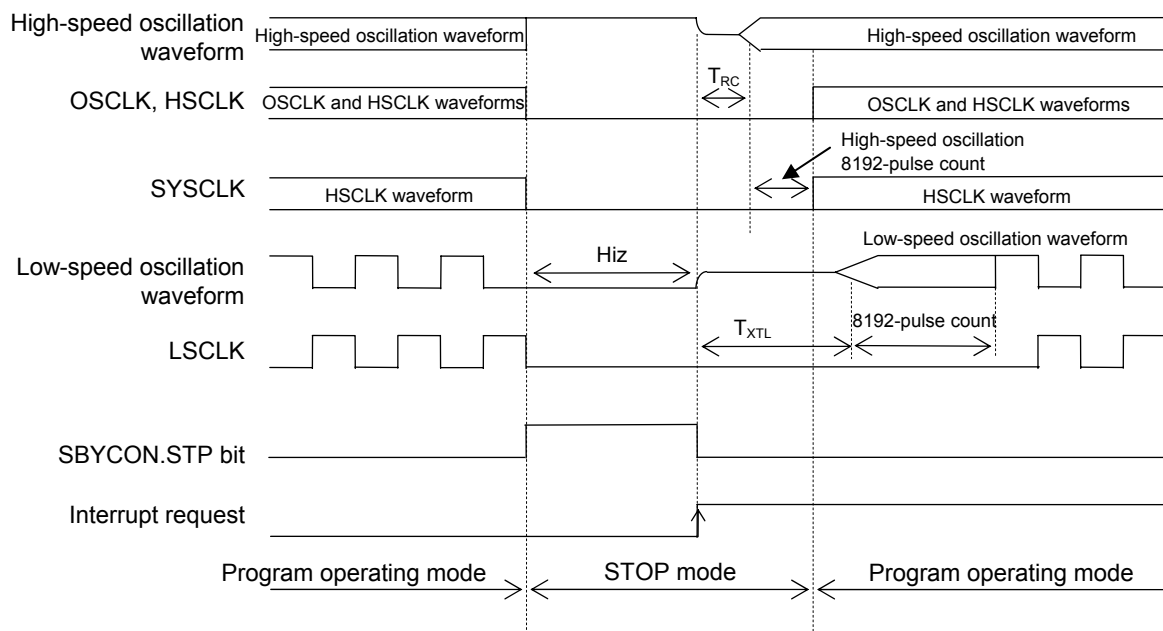 High-speed oscillation
waveform
High-speed oscillation waveform
High-speed oscillation waveform
TRC
OSCLK, HSCLK
OSCLK and HSCLK waveforms
OSCLK and HSCLK waveforms
High-speed oscillation
8192-pulse count
SYSCLK
HSCLK waveform
HSCLK waveform
Low-speed oscillation waveform
Low-speed oscillation
waveform
Hiz
TXTL
8192-pulse count
LSCLK
SBYCON.STP bit
Interrupt request
Program operating mode
STOP mode
Program operating mode